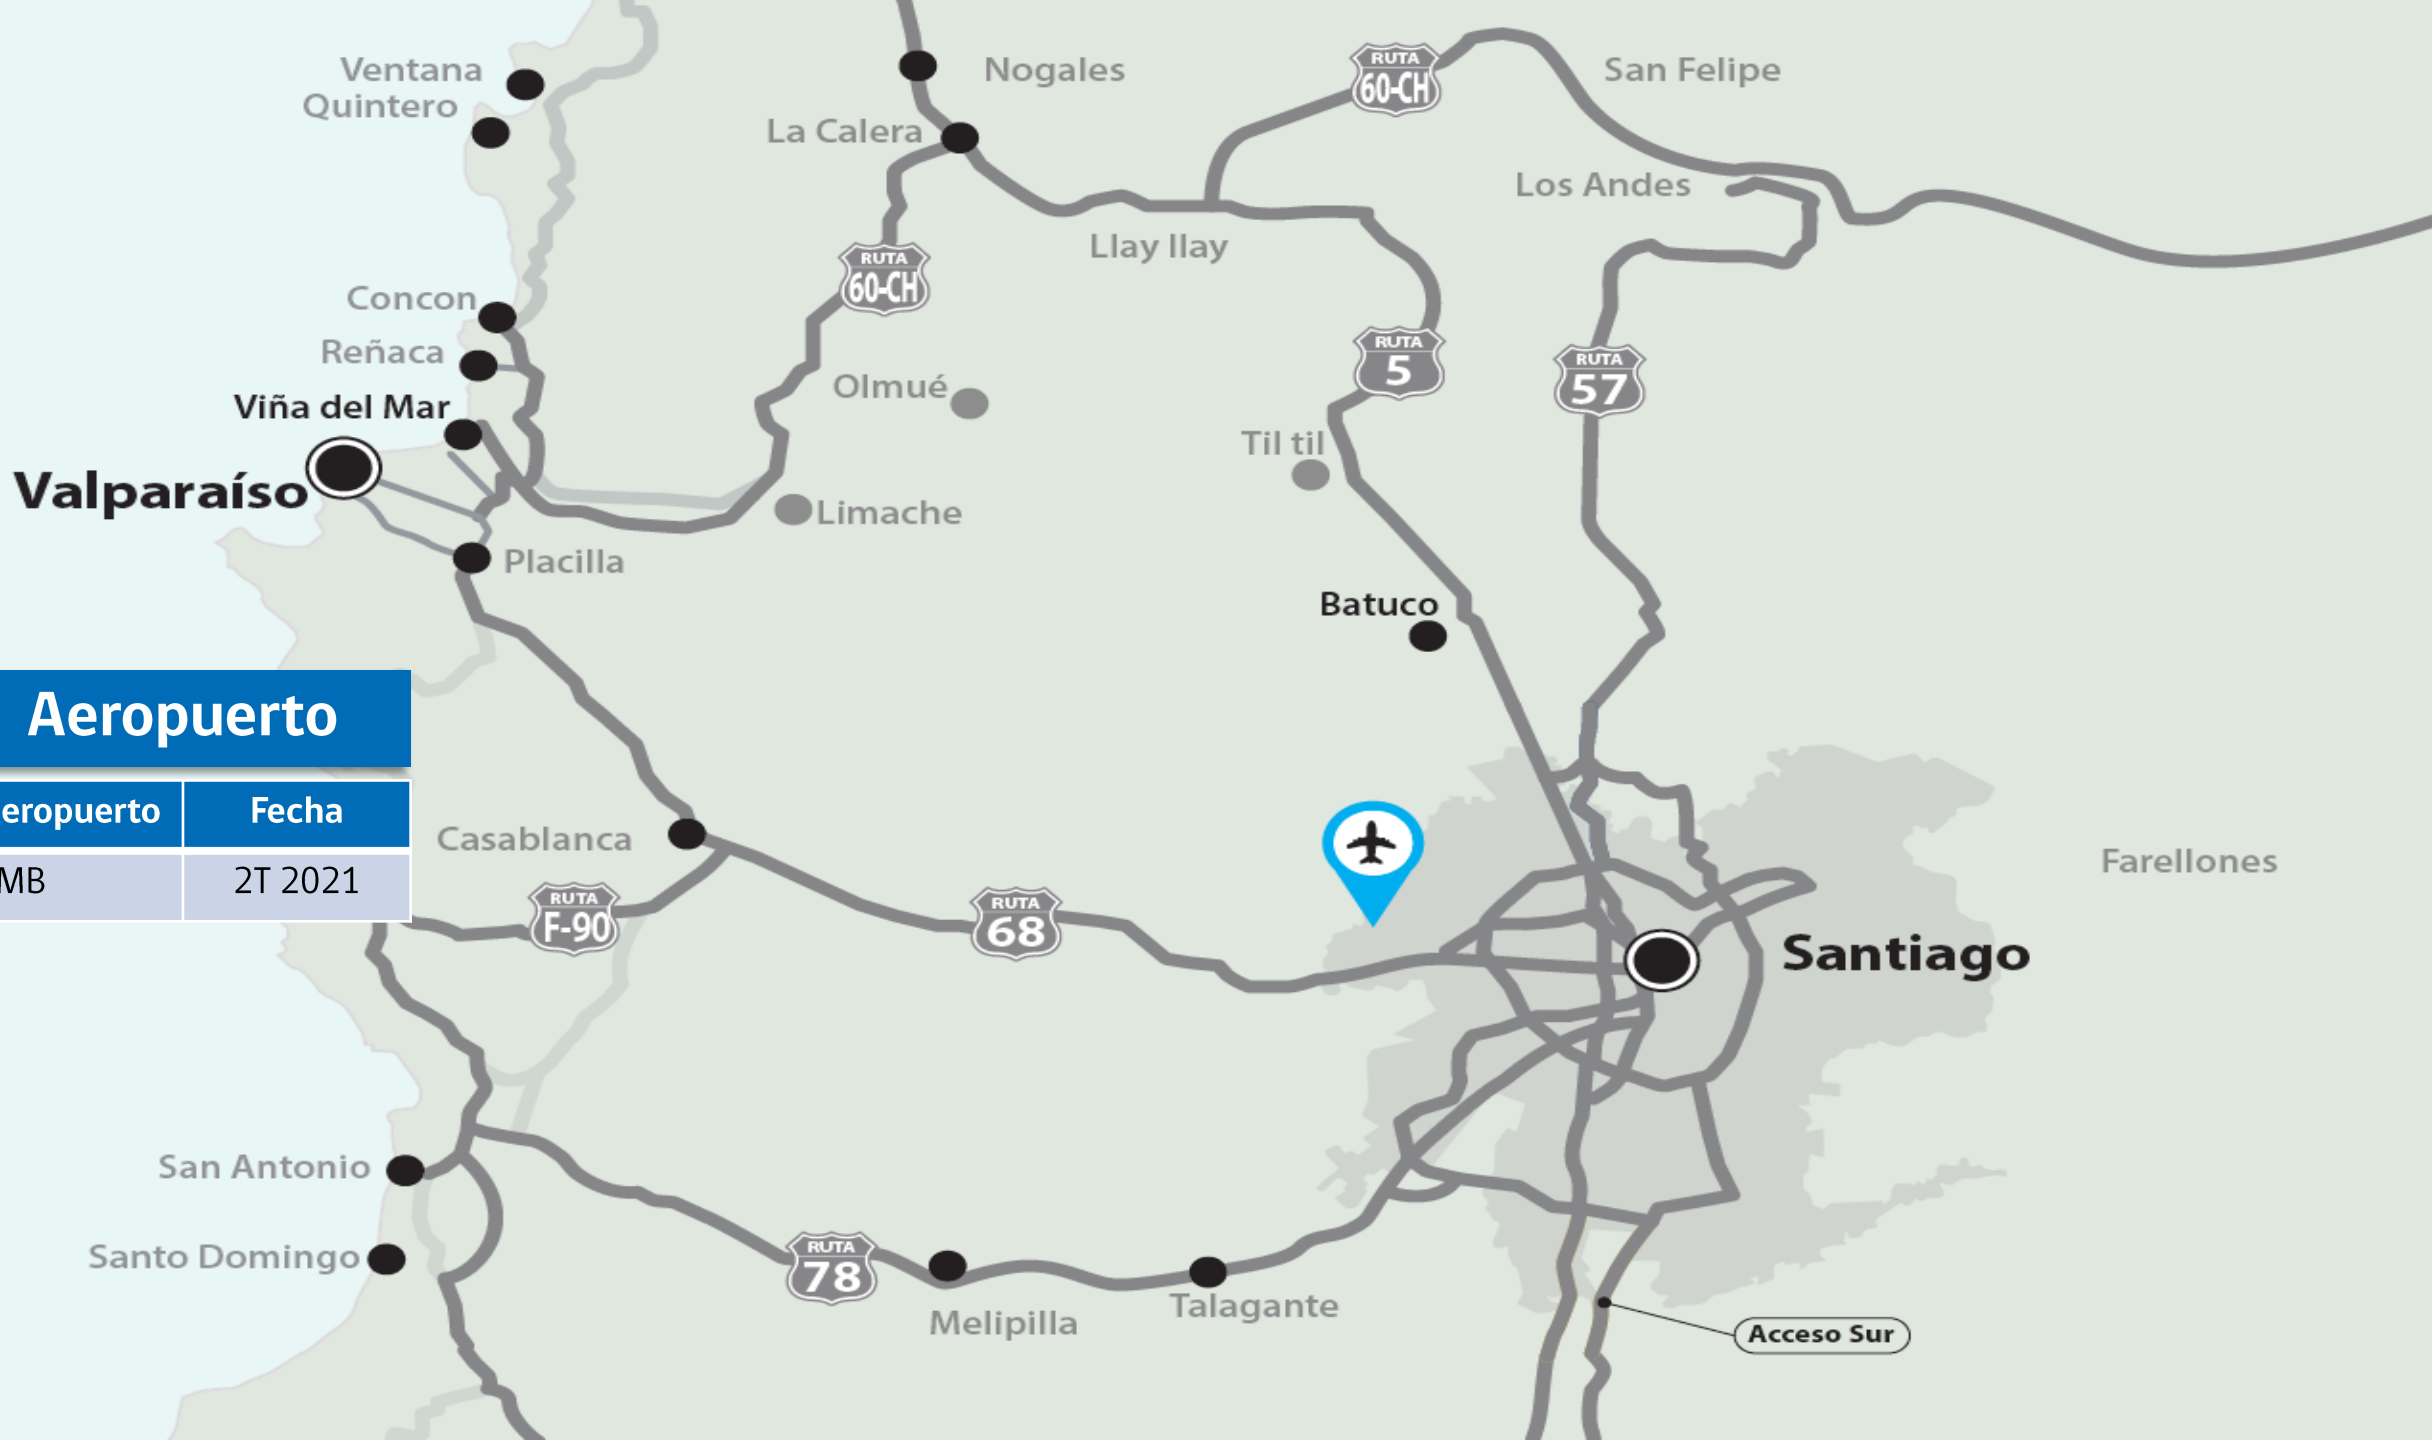 Ventana
Quintero
Nogales
La Calera
RUTA
60-CH
San Felipe
Los Andes
Llay llay
RUTA
60-CH
Concon
Reñaca
Viña del Mar
Valparaíso
Olmué
RUTA
5
RUTA
57
Til til
Limache
Placilla
Batuco
Aeropuerto
eropuerto
Fecha
MB
2T 2021
Casablanca
RUTA
F-90
RUTA
68
Farellones
Santiago
San Antonio
Santo Domingo
RUTA
78
Melipilla
Talagante
Acceso Sur